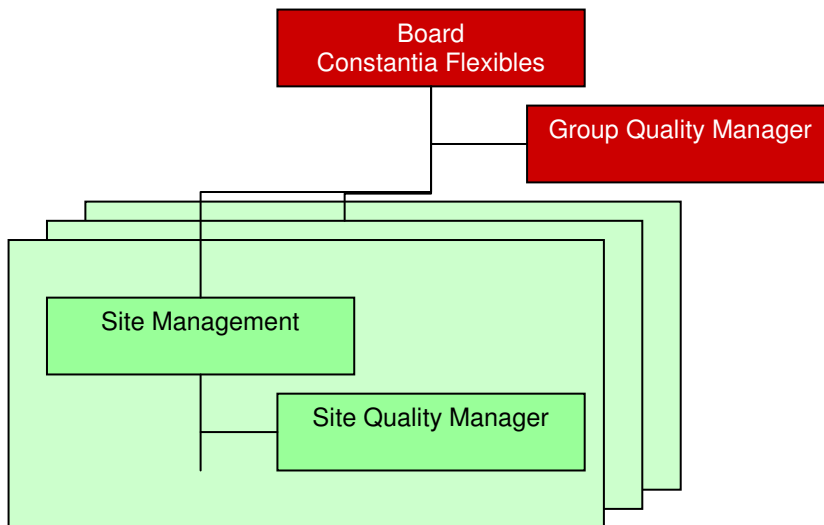 Board
Constantia Flexibles
Group Quality Manager
Site Management
Site Quality Manager